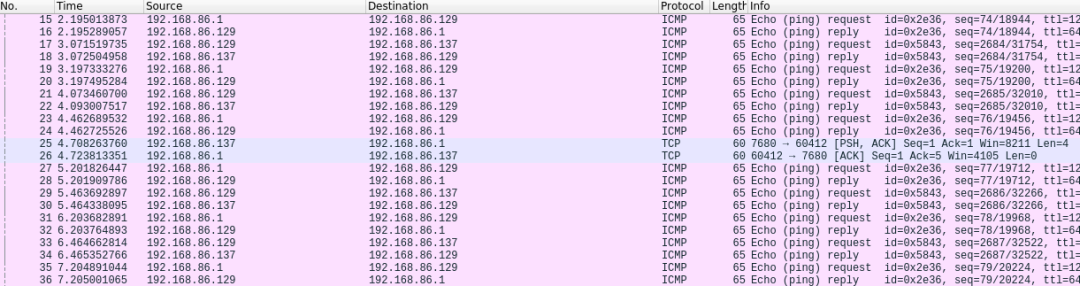 No. Time Source Destination Protocol Length Info
15 2.195013873 192.168.86.1 192.168.86.129 ICMP 65 Echo (ping) request id=0x2e36, seq=74/18944, ttl=12
16 2.195289057 192.168.86.129 192.168.86.1 ICMP 65 Echo (ping) reply id=0x2e36, seq=74/18944, ttl=64
17 3.071519735 192.168.86.129 192.168.86.137 ICMP 65 Echo (ping) request id=0x5843, seq=2684/31754, ttl=
18 3.072504958 192.168.86.137 192.168.86.129 ICMP 65 Echo (ping) reply id=0x5843, seq=2684/31754, ttl=
19 3.197333276 192.168.86.1 192.168.86.129 ICMP 65 Echo (ping) request id=0x2e36, seq=75/19200, ttl=12
20 3.197495284 192.168.86.129 192.168.86.1 ICMP 65 Echo (ping) reply id=0x2e36, seq=75/19200, ttl=64
21 4.073460700 192.168.86.129 192.168.86.137 ICMP 65 Echo (ping) request id=0x5843, seq=2685/32010, ttl=
22 4.093007517 192.168.86.137 192.168.86.129 ICMP 65 Echo (ping) reply id=0x5843, seq=2685/32010, ttl=
23 4.462689532 192.168.86.1 192.168.86.129 ICMP 65 Echo (ping) request id=0x2e36, seq=76/19456, ttl=12
24 4.462725526 192.168.86.129 192.168.86.1 ICMP 65 Echo (ping) reply id=0x2e36, seq=76/19456, ttl=64
25 4.708263760 192.168.86.137 192.168.86.1 TCP 60 7680 → 60412 [PSH, ACK] Seq=1 Ack=1 Win=8211 Len=4
26 4.723813351 192.168.86.1 192.168.86.137 TCP 60 60412 → 7680 [ACK] Seq=1 Ack=5 Win=4105 Len=0
27 5.201826447 192.168.86.1 192.168.86.129 ICMP 65 Echo (ping) request id=0x2e36, seq=77/19712, ttl=12
28 5.201909786 192.168.86.129 192.168.86.1 ICMP 65 Echo (ping) reply id=0x2e36, seq=77/19712, ttl=64
29 5.463692897 192.168.86.129 192.168.86.137 ICMP 65 Echo (ping) request id=0x5843, seq=2686/32266, ttl=
30 5.464338095 192.168.86.137 192.168.86.129 ICMP 65 Echo (ping) reply id=0x5843, seq=2686/32266, ttl=
31 6.203682891 192.168.86.1 192.168.86.129 ICMP 65 Echo (ping) request id=0x2e36, seq=78/19968, ttl=12
32 6.203764893 192.168.86.129 192.168.86.1 ICMP 65 Echo (ping) reply id=0x2e36, seq=78/19968, ttl=64
33 6.464662814 192.168.86.129 192.168.86.137 ICMP 65 Echo (ping) request id=0x5843, seq=2687/32522, ttl=
34 6.465352766 192.168.86.137 192.168.86.129 ICMP 65 Echo (ping) reply id=0x5843, seq=2687/32522, ttl=
35 7.204891044 192.168.86.1 192.168.86.129 ICMP 65 Echo (ping) request id=0x2e36, seq=79/20224, ttl=12
36 7.205001065 192.168.86.129 192.168.86.1 ICMP 65 Echo (ping) reply id=0x2e36, seq=79/20224, ttl=64